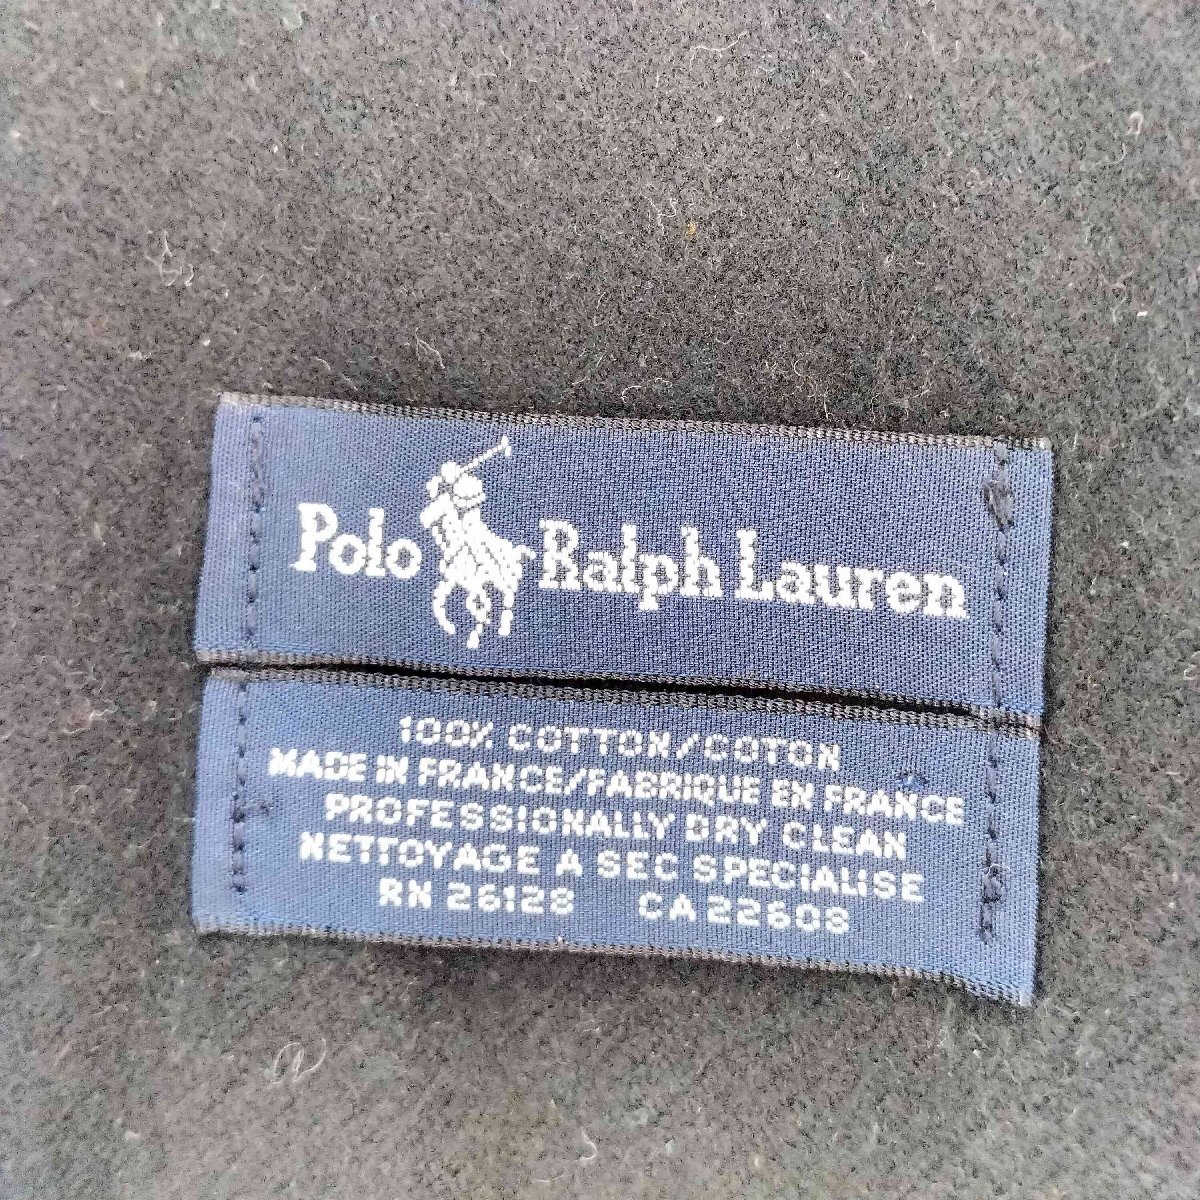 Polo Ralph Lauren
100% COTTON/COTON
MADE IN FRANCE/FABRIQUE EN FRANCE
PROFESSIONALLY DRY CLEAN
NETTOYAGE A SEC SPECIALISE
RN 26128 CA 22608